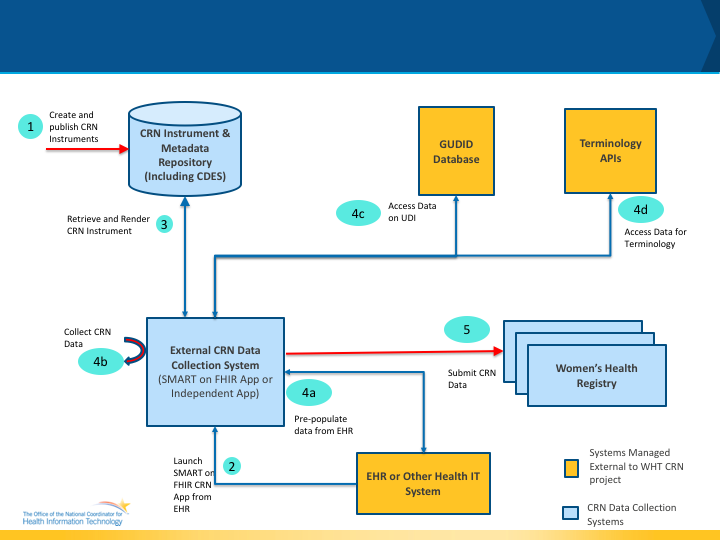 1
Create and
publish CRN
Instruments
CRN Instrument &
Metadata
Repository
(Including CDES)
GUDID
Database
Terminology
APIs
Retrieve and Render
CRN Instrument
3
4c
Access Data
on UDI
4d
Access Data for
Terminology
Collect CRN
Data
4b
External CRN Data
Collection System
(SMART on FHIR App or
Independent App)
5
Submit CRN
Data
Women's Health
Registry
4a
Pre-populate
data from EHR
Launch
SMART on
FHIR CRN
App from
EHR
2
EHR or Other Health IT
System
Systems Managed
External to WHT CRN
project
CRN Data Collection
Systems
The Office of the National Coordinator for
Health Information Technology